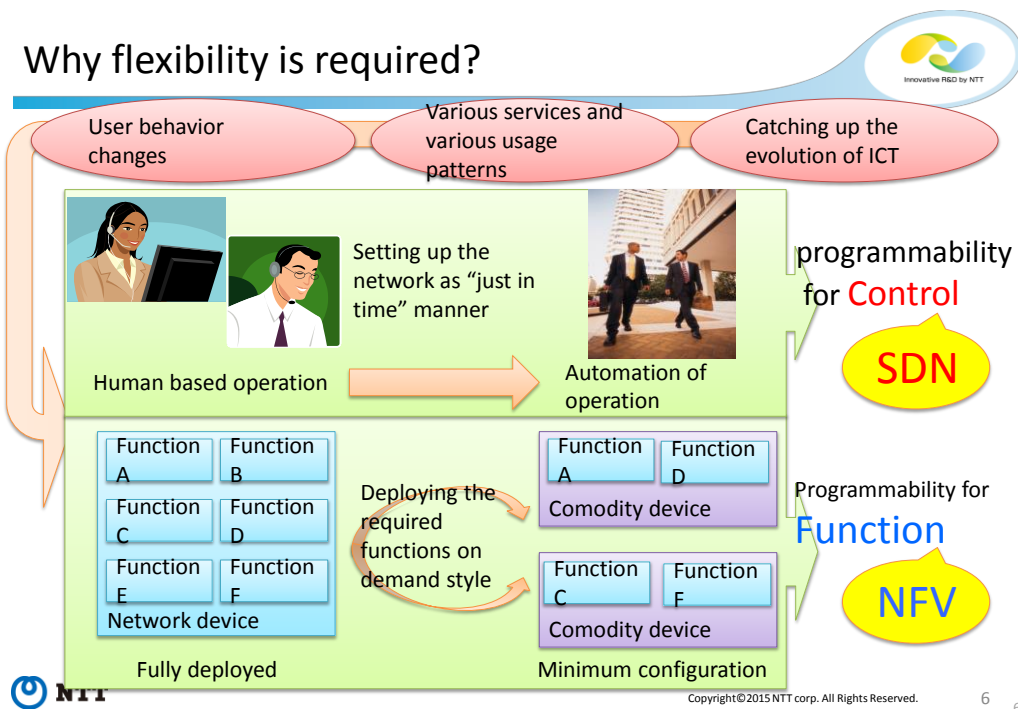 Why flexibility is required?
Innovative R&D by NTT
User behavior
changes
Various services and
various usage
patterns
Catching up the
evolution of ICT
Setting up the
network as “just in
time” manner
Human based operation
Automation of
operation
programmability
for Control
SDN
Function
A
Function
B
Function
C
Function
D
Function
E
Function
F
Network device
Fully deployed
Deploying the
required
functions on
demand style
Function
A
Function
D
Comodity device
Function
C
Function
F
Comodity device
Minimum configuration
Programmability for
Function
NFV
NTT
Copyright©2015 NTT corp. All Rights Reserved.
6
6